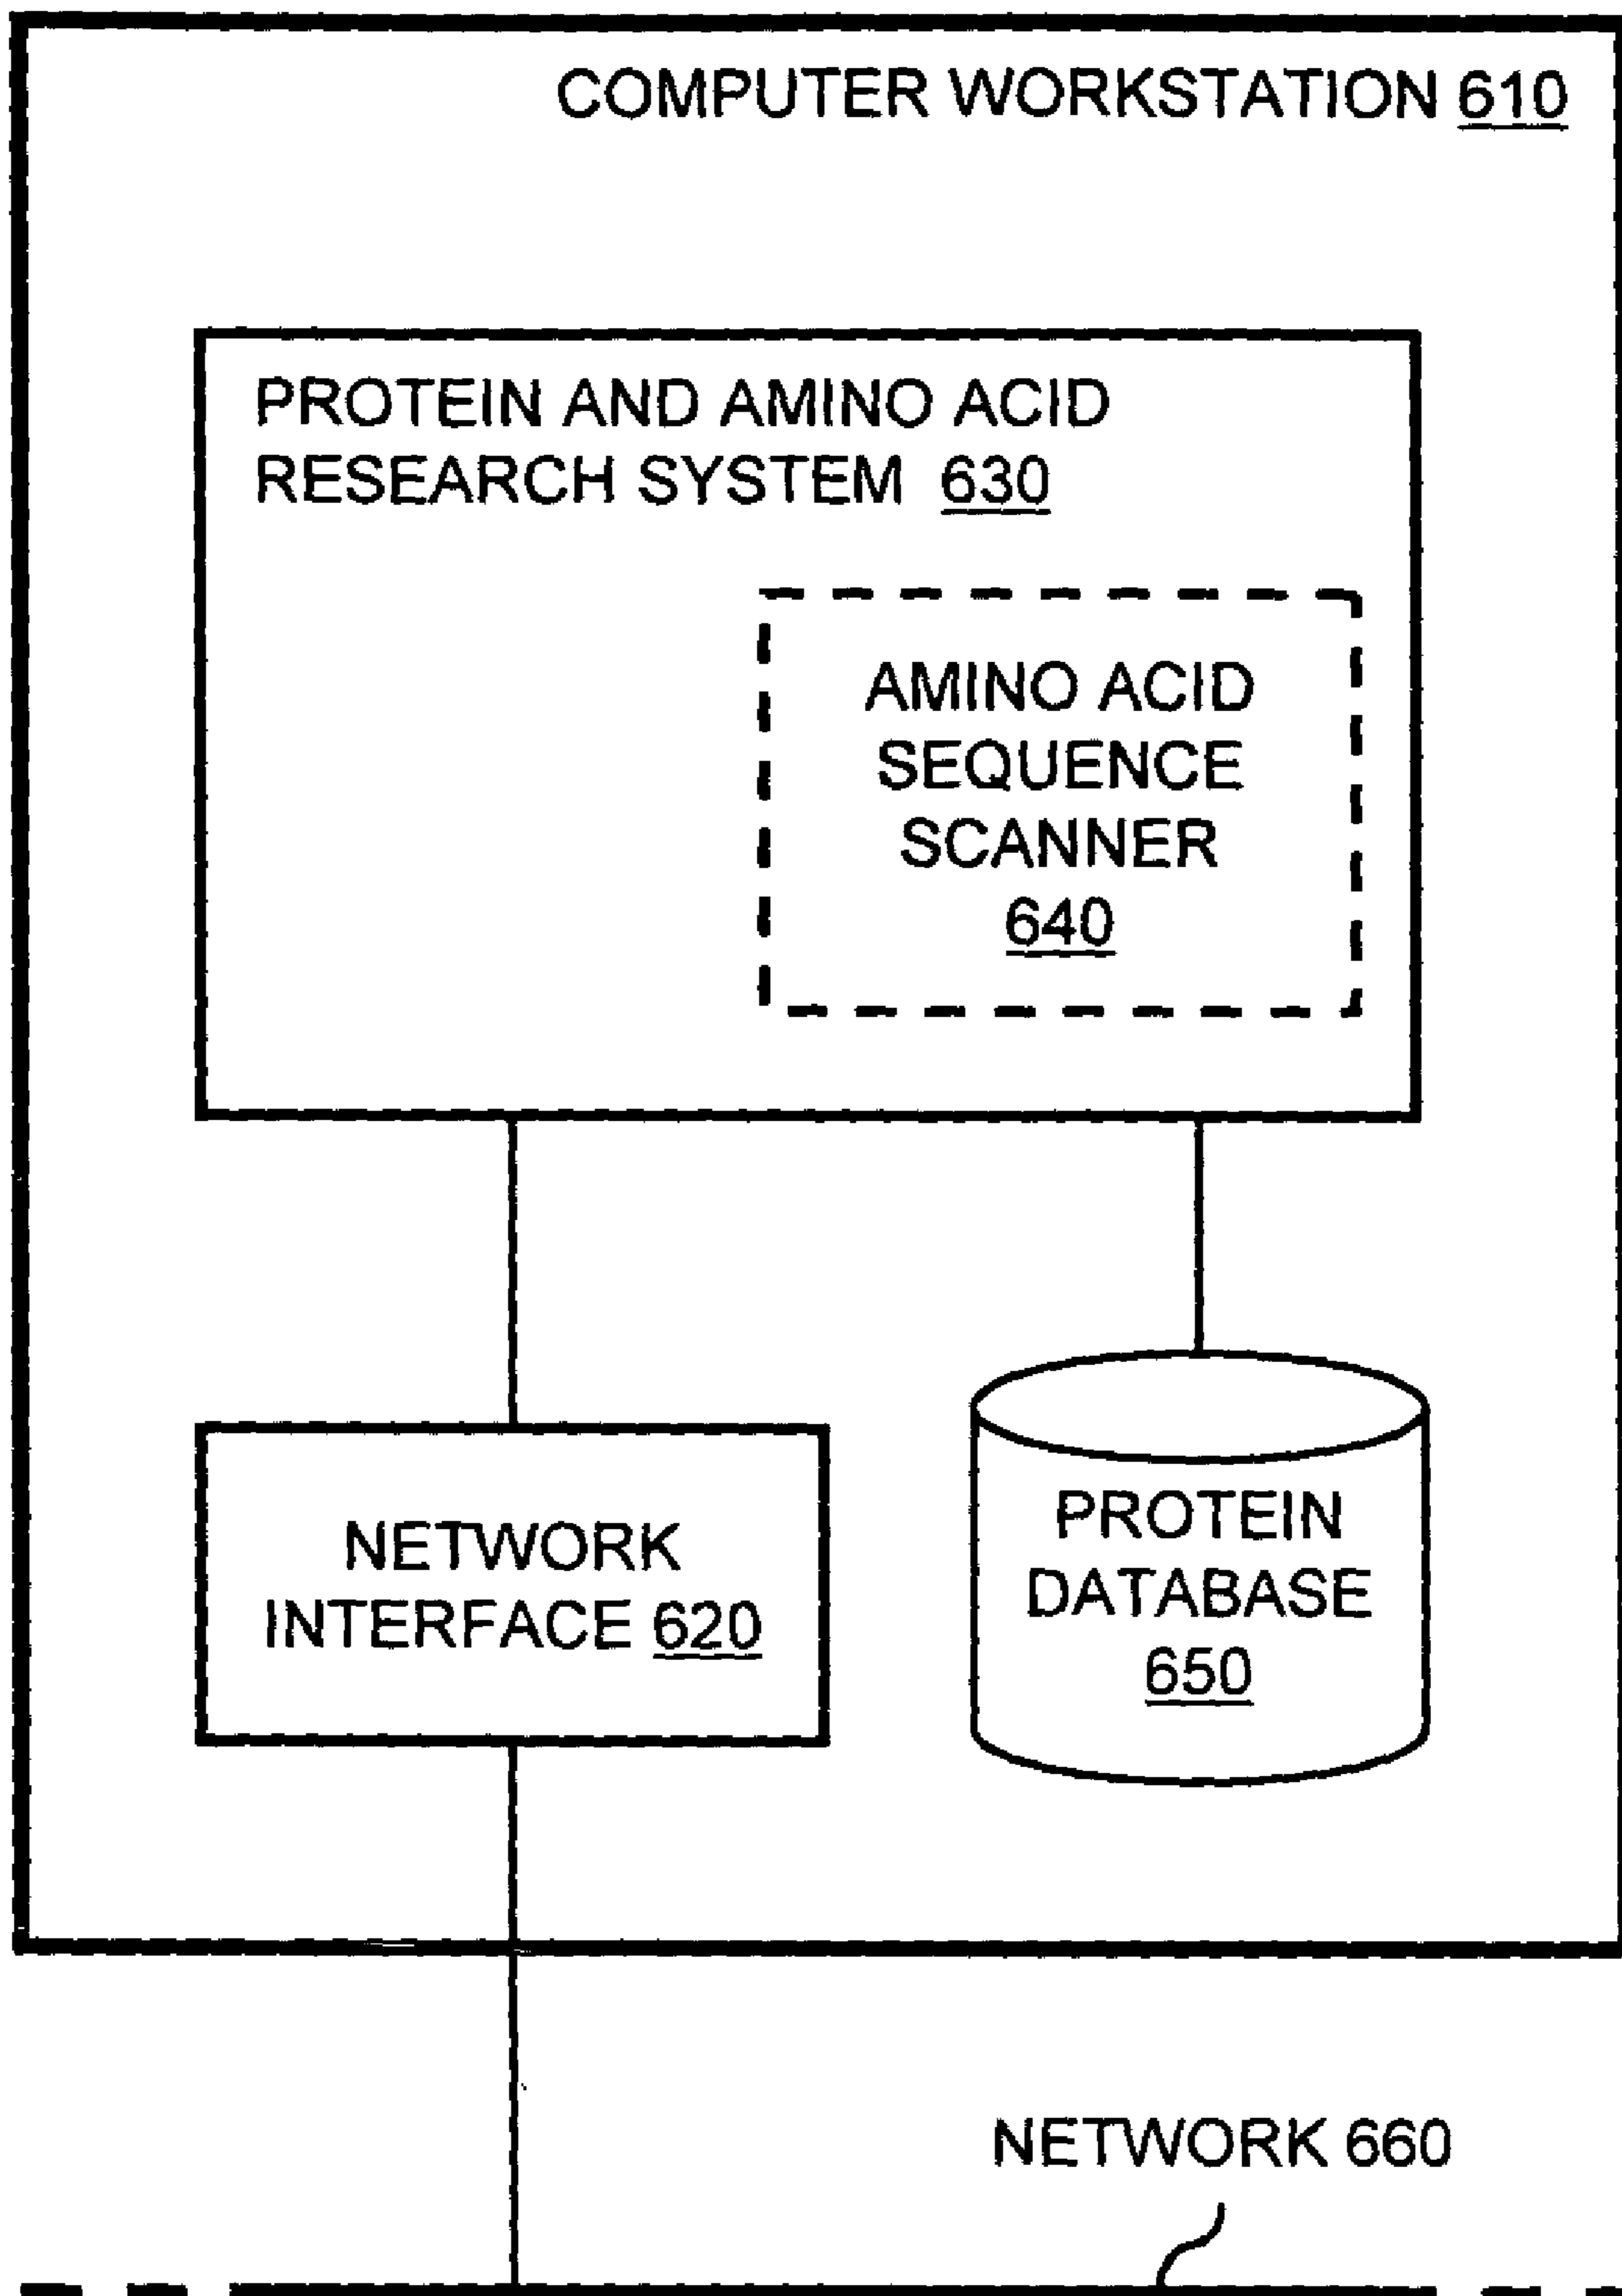 COMPUTER WORKSTATION 610
PROTEIN AND AMINO ACID
RESEARCH SYSTEM 630
AMINO ACID
SEQUENCE
SCANNER
640
NETWORK
INTERFACE 620
PROTEIN
DATABASE
650
NETWORK 660